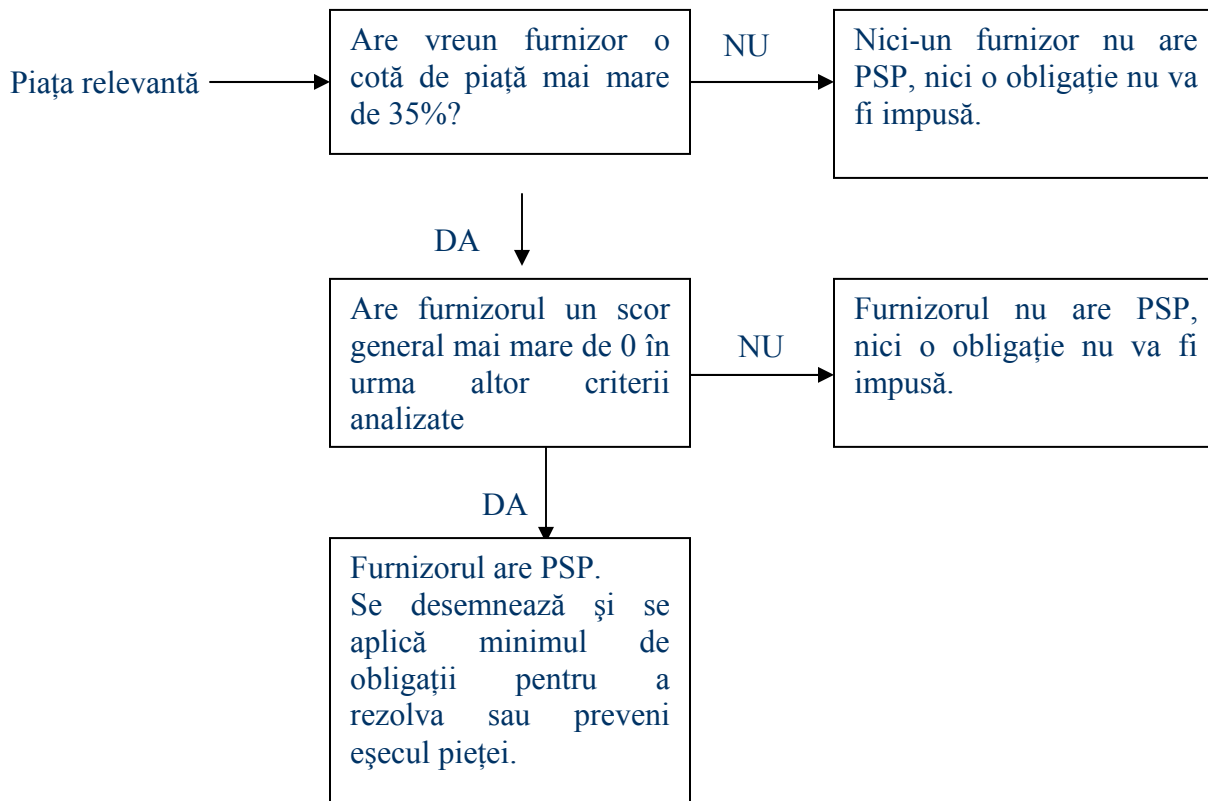 Piața relevantă
Are vreun furnizor o
cotă de piață mai mare
de 35%?
NU
Nici-un furnizor nu are
PSP, nici o obligație nu va
fi impusă.
DA
Are furnizorul un scor
general mai mare de 0 în
urma altor criterii
analizate
NU
Furnizorul nu are PSP,
nici o obligație nu va fi
impusă.
DA
Furnizorul are PSP.
Se desemnează şi se
aplică minimul de
obligații pentru a
rezolva sau preveni
eşecul pieței.